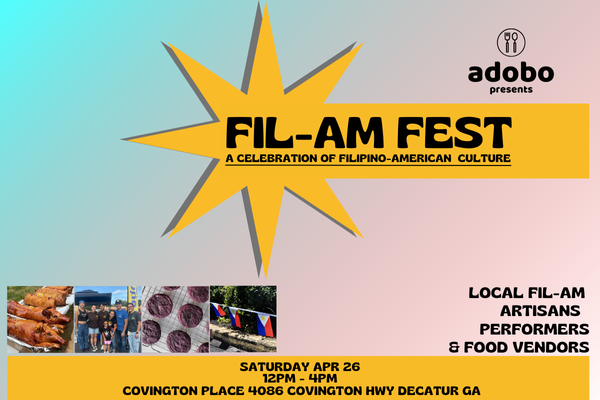 adobo
presents
FIL-AM FEST
A CELEBRATION OF FILIPINO-AMERICAN CULTURE
LOCAL FIL-AM
ARTISANS
PERFORMERS
& FOOD VENDORS
SATURDAY APR 26
12PM - 4PM
COVINGTON PLACE 4086 COVINGTON HWY DECATUR GA